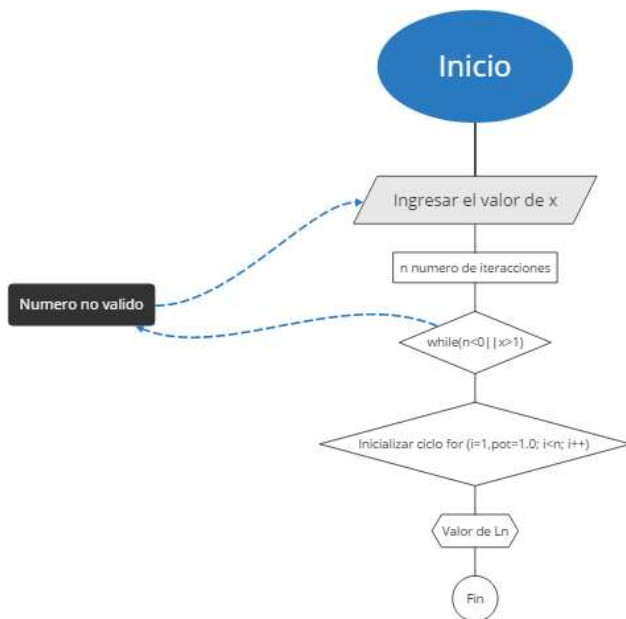 Inicio
Ingresar el valor de x
n numero de iteracciones
Numero no valido
while(n<0||x>1)
Inicializar ciclo for (i=1,pot=1.0; i<n; i++)
Valor de Ln
Fin